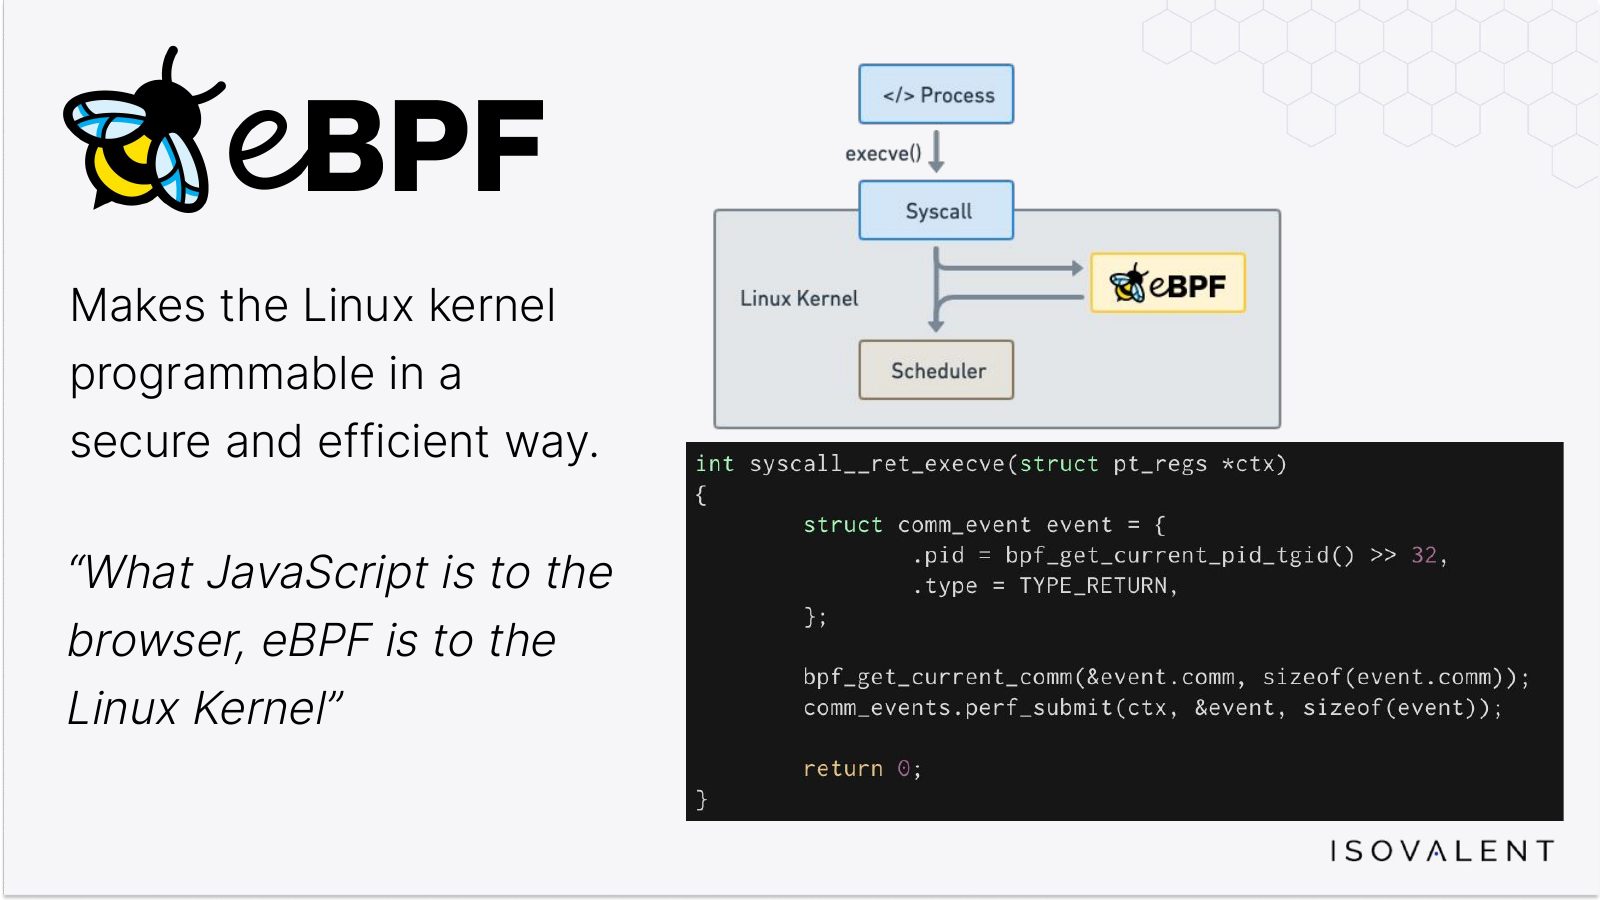 eBPF
Makes the Linux kernel
programmable in a
secure and efficient way.
“What JavaScript is to the
browser, eBPF is to the
Linux Kernel”
</> Process
execve()
Syscall
Linux Kernel
eBPF
Scheduler
int syscall__ret_execve(struct pt_regs *ctx)
{
        struct comm_event event = {
                .pid = bpf_get_current_pid_tgid() >> 32,
                .type = TYPE_RETURN,
        };

        bpf_get_current_comm(&event.comm, sizeof(event.comm));
        comm_events.perf_submit(ctx, &event, sizeof(event));

        return 0;
}
ISOVALENT